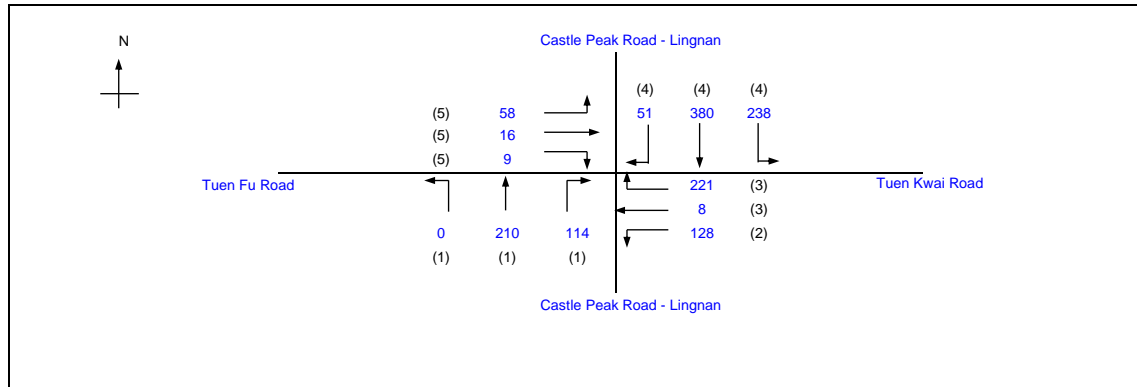 N
Castle Peak Road - Lingnan
(4) (4) (4)
(5) 58 51 380 238
(5) 16
(5) 9
Tuen Fu Road 221 (3) Tuen Kwai Road
8 (3)
0 210 114 128 (2)
(1) (1) (1)
Castle Peak Road - Lingnan